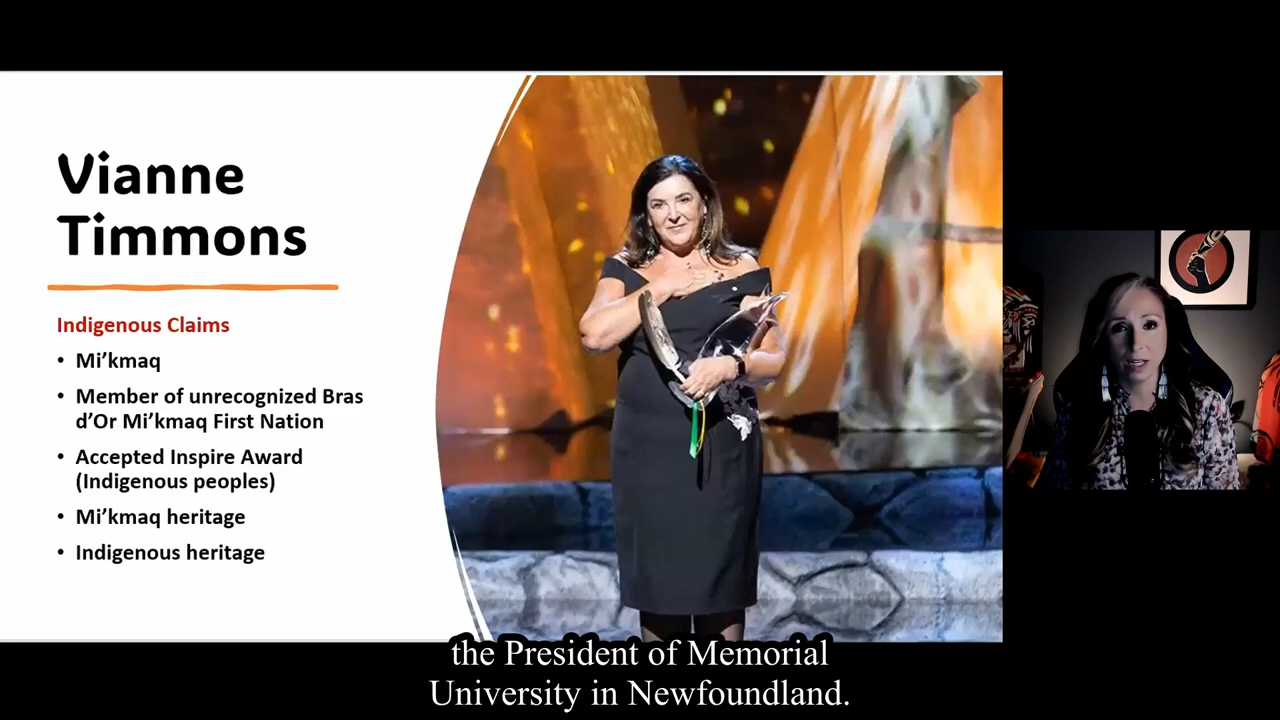 Vianne
Timmons
Indigenous Claims
• Mi’kmaq
• Member of unrecognized Bras
d’Or Mi’kmaq First Nation
• Accepted Inspire Award
(Indigenous peoples)
• Mi’kmaq heritage
• Indigenous heritage
the President of Memorial
University in Newfoundland.